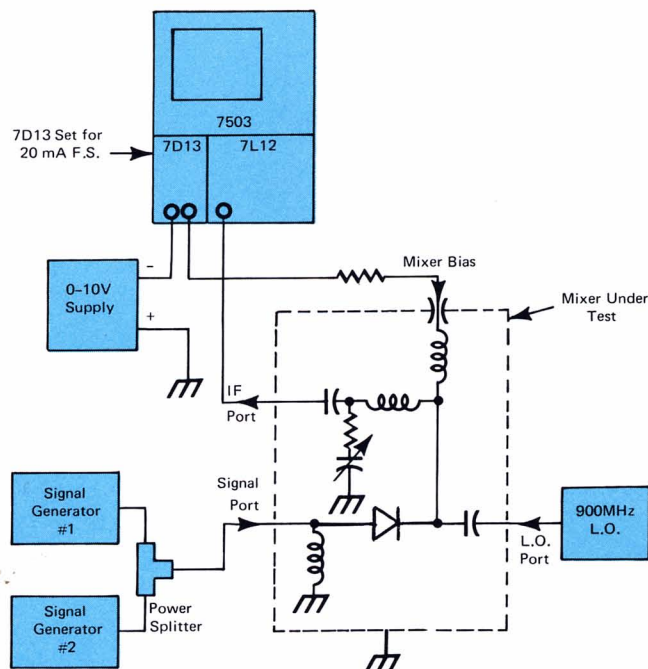 7503
7D13 Set for
20 mA F.S.
7D13
7L12
0-10V
Supply
-
+
Mixer Bias
Mixer Under
Test
IF
Port
Signal
Port
Signal
Generator
#1
Signal
Generator
#2
Power
Splitter
900MHz
L.O.
L.O.
Port